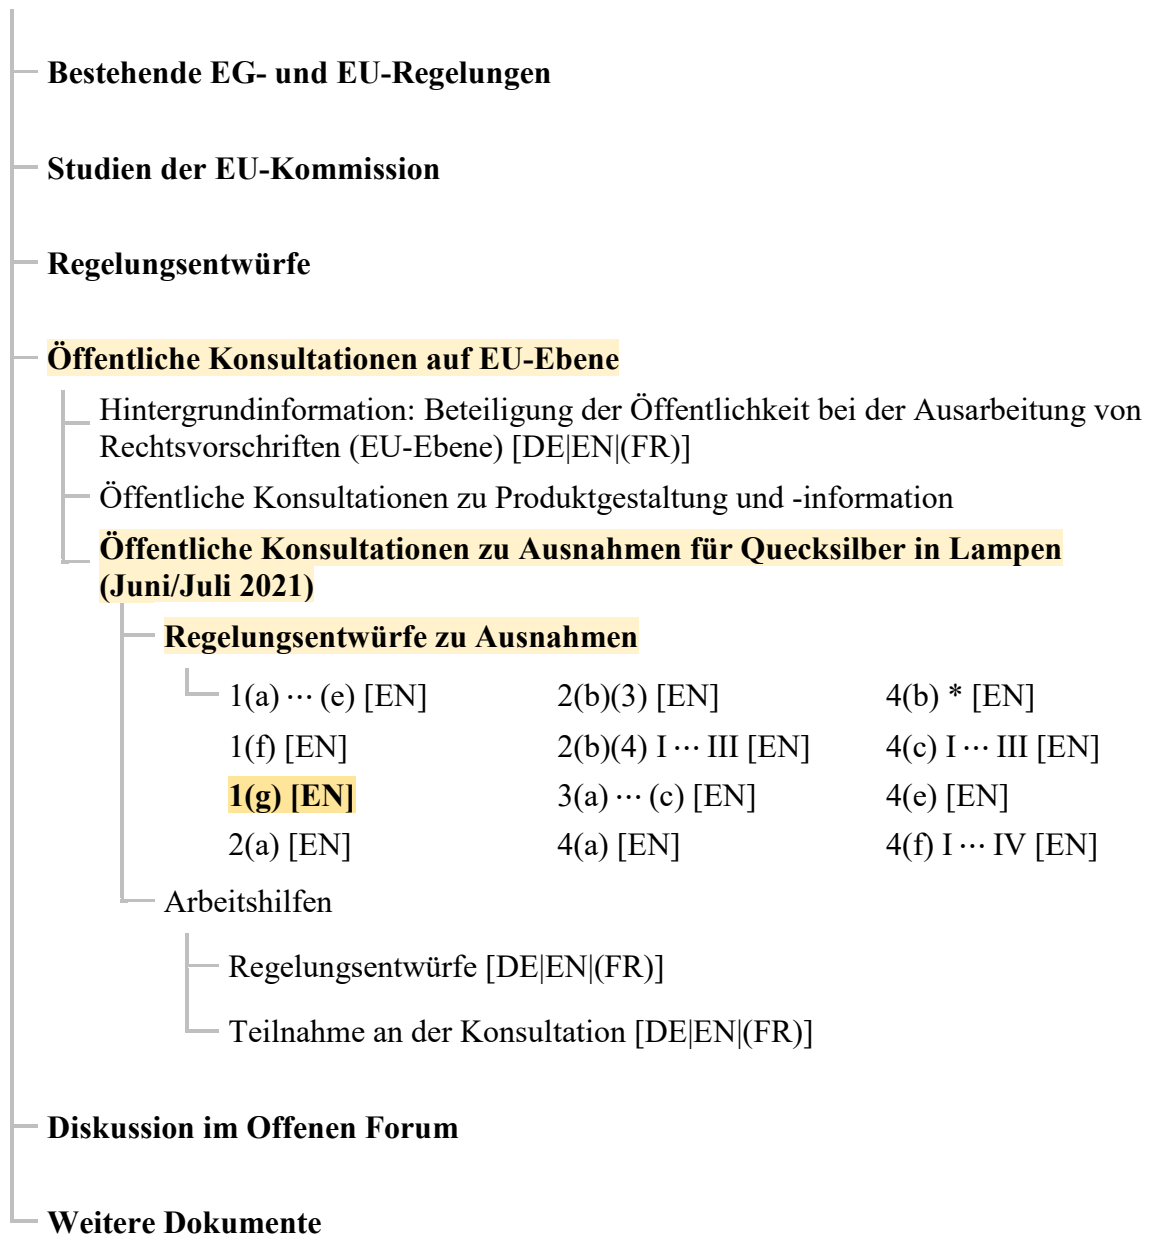 Bestehende EG- und EU-Regelungen
Studien der EU-Kommission
Regelungsentwürfe
Öffentliche Konsultationen auf EU-Ebene
Hintergrundinformation: Beteiligung der Öffentlichkeit bei der Ausarbeitung von
Rechtsvorschriften (EU-Ebene) [DE|EN|(FR)]
Öffentliche Konsultationen zu Produktgestaltung und -information
Öffentliche Konsultationen zu Ausnahmen für Quecksilber in Lampen
(Juni/Juli 2021)
Regelungsentwürfe zu Ausnahmen
1(a) ··· (e) [EN] 2(b)(3) [EN] 4(b) * [EN]
1(f) [EN] 2(b)(4) I ··· III [EN] 4(c) I ··· III [EN]
1(g) [EN] 3(a) ··· (c) [EN] 4(e) [EN]
2(a) [EN] 4(a) [EN] 4(f) I ··· IV [EN]
Arbeitshilfen
Regelungsentwürfe [DE|EN|(FR)]
Teilnahme an der Konsultation [DE|EN|(FR)]
Diskussion im Offenen Forum
Weitere Dokumente